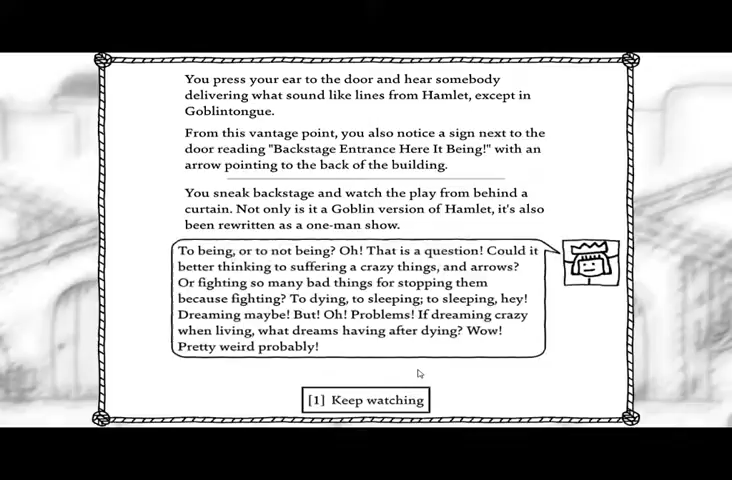 You press your ear to the door and hear somebody
delivering what sound like lines from Hamlet, except in
Goblintongue.
From this vantage point, you also notice a sign next to the
door reading "Backstage Entrance Here It Being!" with an
arrow pointing to the back of the building.
You sneak backstage and watch the play from behind a
curtain. Not only is it a Goblin version of Hamlet, it's also
been rewritten as a one-man show.
To being, or to not being? Oh! That is a question! Could it
better thinking to suffering a crazy things, and arrows?
Or fighting so many bad things for stopping them
because fighting? To dying, to sleeping; to sleeping, hey!
Dreaming maybe! But! Oh! Problems! If dreaming crazy
when living, what dreams having after dying? Wow!
Pretty weird probably!
[1] Keep watching